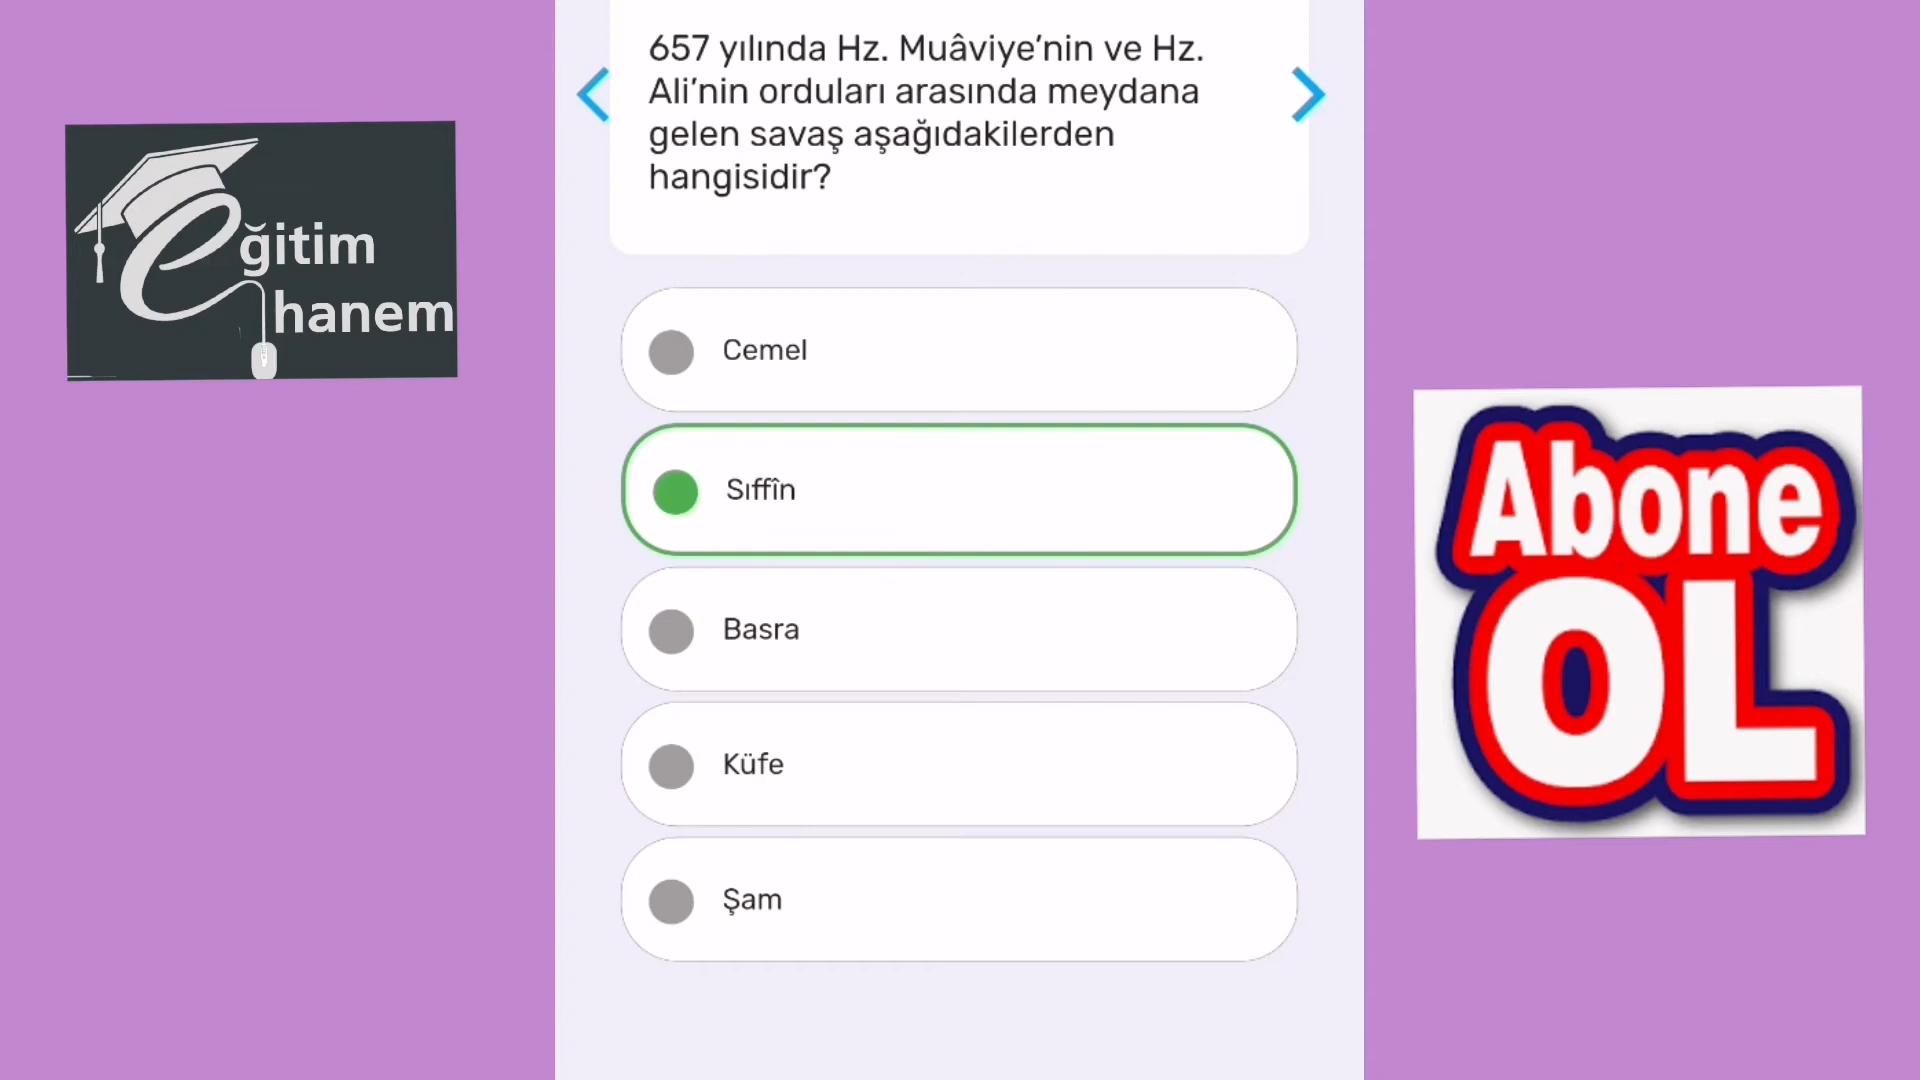 eğitim
hanem
657 yılında Hz. Muâviye’nin ve Hz.
Ali’nin orduları arasında meydana
gelen savaş aşağıdakilerden
hangisidir?
Cemel
Sıffîn
Basra
Küfe
Şam
Abone
OL